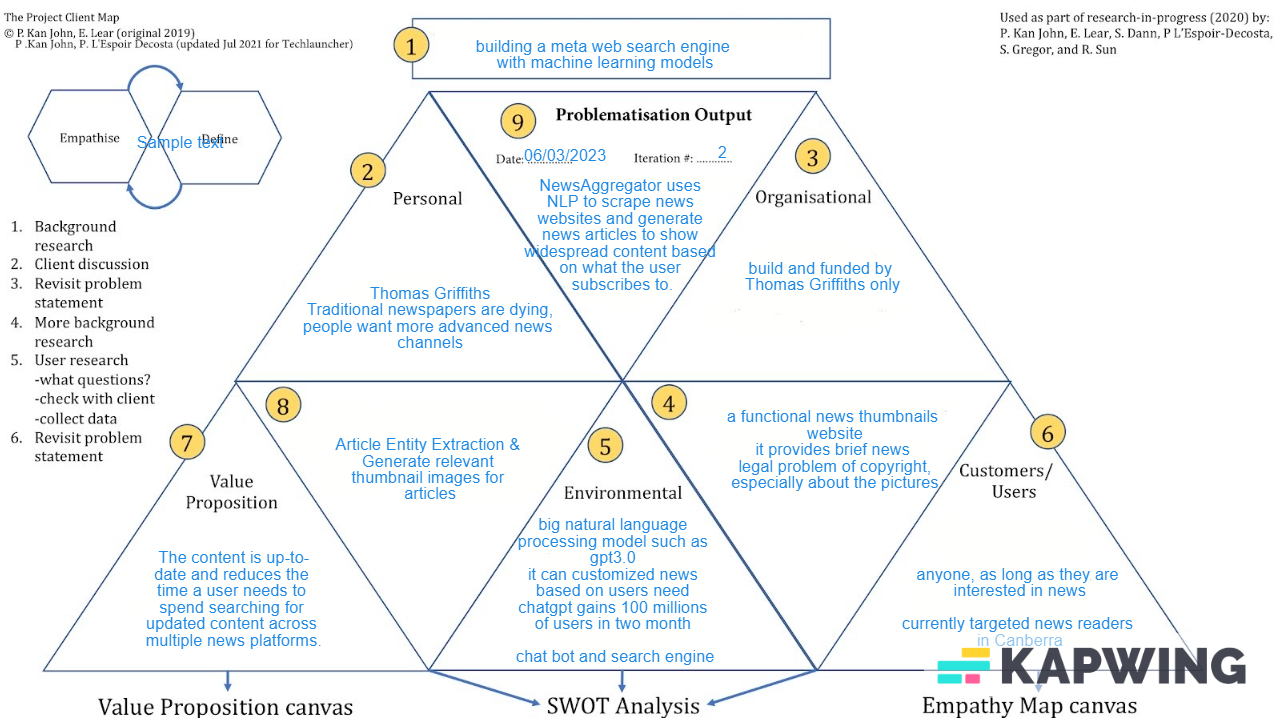 The Project Client Map
© P. Kan John, E. Lear (original 2019)
P .Kan John, P. L'Espoir Decosta (updated Jul 2021 for Techlauncher)
Used as part of research-in-progress (2020) by:
P. Kan John, E. Lear, S. Dann, P L'Espoir-Decosta,
S. Gregor, and R. Sun
1
building a meta web search engine
with machine learning models
Empathise
Sample text
Define
1. Background
research
2. Client discussion
3. Revisit problem
statement
4. More background
research
5. User research
-what questions?
-check with client
-collect data
6. Revisit problem
statement
2
Personal
Thomas Griffiths
Traditional newspapers are dying,
people want more advanced news
channels
9
Problematisation Output
Date:............... 06/03/2023
Iteration #: ........... 2
NewsAggregator uses
NLP to scrape news
websites and generate
news articles to show
widespread content based
on what the user
subscribes to.
3
Organisational
build and funded by
Thomas Griffiths only
7
Value
Proposition
The content is up-to-
date and reduces the
time a user needs to
spend searching for
updated content across
multiple news platforms.
8
Article Entity Extraction &
Generate relevant
thumbnail images for
articles
5
Environmental
big natural language
processing model such as
gpt3.0
it can customized news
based on users need
chatgpt gains 100 millions
of users in two month
chat bot and search engine
4
a functional news thumbnails
website
it provides brief news
legal problem of copyright,
especially about the pictures
6
Customers/
Users
anyone, as long as they are
interested in news
currently targeted news readers
in Canberra
KAPWING
Value Proposition canvas
SWOT Analysis
Empathy Map canvas